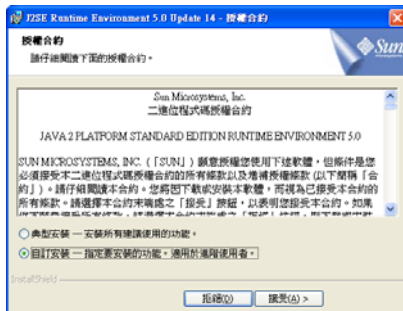 J2SE Runtime Environment 5.0 Update 14 - 授權合約
授權合約
請仔細閱讀下面的授權合約。
Sun
Sun Microsystems, Inc.
二進位程式碼授權合約
JAVA 2 PLATFORM STANDARD EDITION RUNTIME ENVIRONMENT 5.0
SUN MICROSYSTEMS, INC. (「SUN」) 願意授權您使用下述軟體，但條件是您
必須接受本二進位程式碼授權合約的所有條款以及增補授權條款 (以下簡稱「合
約」)。請仔細閱讀本合約。您將因下載或安裝本軟體，而視為已接受本合約的
所有條款。請選擇本合約末端處之「接受」按鈕，以表明您接受本合約。如果
典型安裝 — 安裝所有建議使用的功能。
自訂安裝 — 指定要安裝的功能。適用於進階使用者。
InstallShield
拒絕(D)
接受(A) >